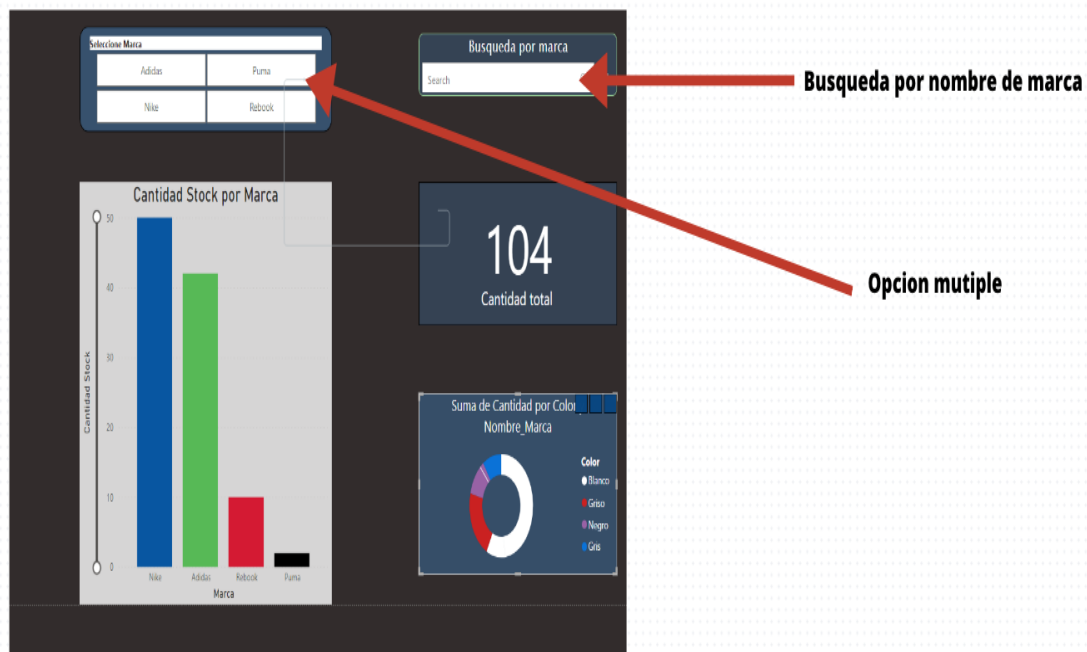 Seleccione Marca
Adidas
Puma
Nike
Rebook
Busqueda por marca
Search
Busqueda por nombre de marca
Opcion mutiple
Cantidad Stock por Marca
50
40
30
20
10
0
Cantidad Stock
Nike
Adidas
Rebook
Puma
Marca
104
Cantidad total
Suma de Cantidad por Color
Nombre_Marca
Color
Blanco
Griso
Negro
Gris